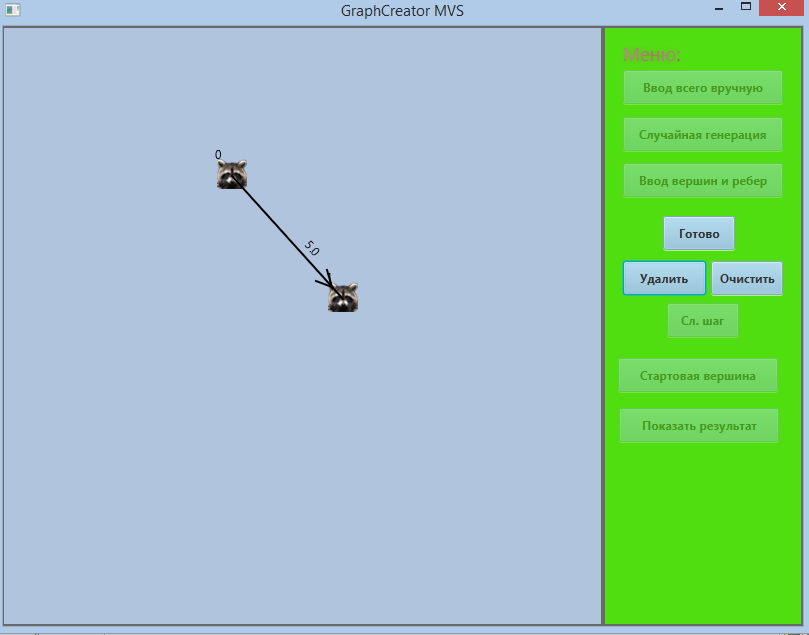 GraphCreator MVS
Меню:
Ввод всего вручную
Случайная генерация
Ввод вершин и ребер
0
5.0
Готово
Удалить
Очистить
Сл. шаг
Стартовая вершина
Показать результат